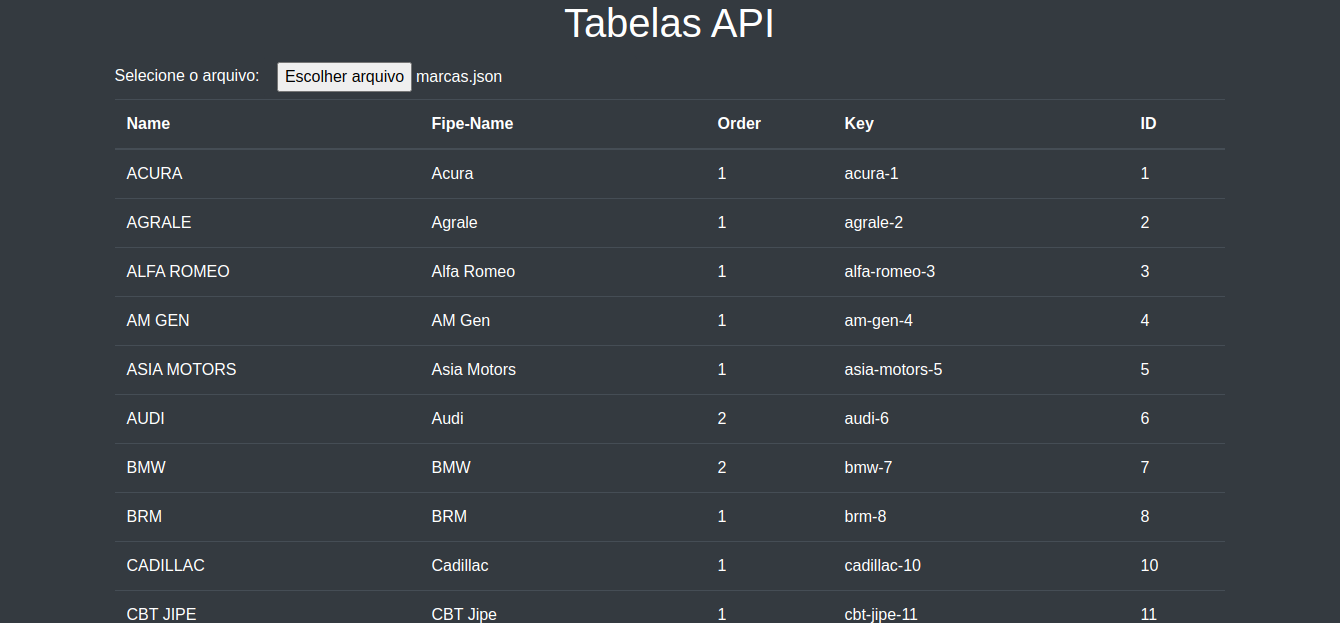 Tabelas API
Selecione o arquivo: Escolher arquivo marcas.json
Name Fipe-Name Order Key ID
ACURA Acura 1 acura-1 1
AGRALE Agrale 1 agrale-2 2
ALFA ROMEO Alfa Romeo 1 alfa-romeo-3 3
AM GEN AM Gen 1 am-gen-4 4
ASIA MOTORS Asia Motors 1 asia-motors-5 5
AUDI Audi 2 audi-6 6
BMW BMW 2 bmw-7 7
BRM BRM 1 brm-8 8
CADILLAC Cadillac 1 cadillac-10 10
CBT JIPE CBT Jipe 1 cbt-jipe-11 11